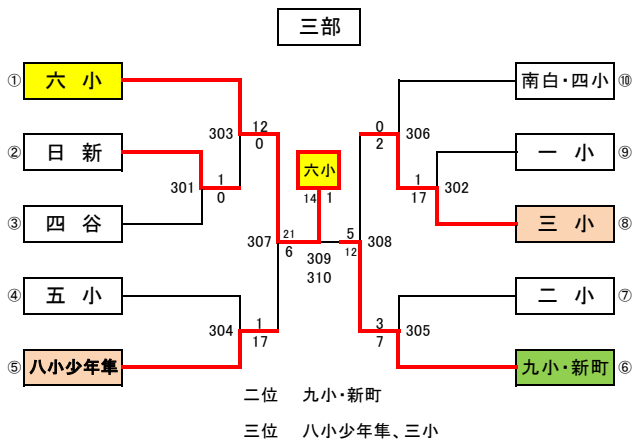 三部
① 六 小
南白・四小 ⑩
12
0
303
0
2
306
② 日 新
一 小 ⑨
六小
301
1
0
14 1
1
17
302
③ 四 谷
三 小 ⑧
307
21
6
5
12
308
309
310
④ 五 小
二 小 ⑦
304
1
17
3
7
305
⑤ 八小少年隼
九小・新町 ⑥
二位 九小・新町
三位 八小少年隼、三小